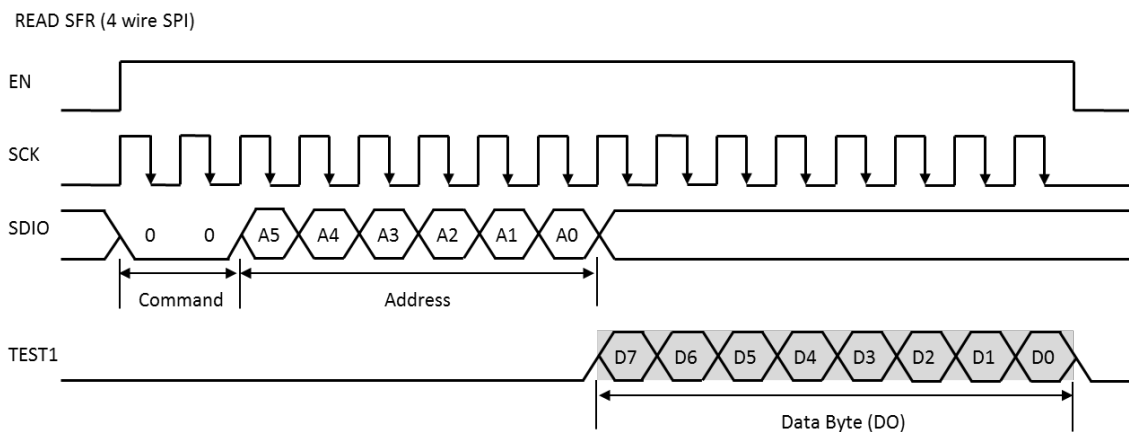 READ SFR (4 wire SPI)
EN
SCK
SDIO 0 0 A5 A4 A3 A2 A1 A0
Command Address
TEST1 D7 D6 D5 D4 D3 D2 D1 D0
Data Byte (DO)